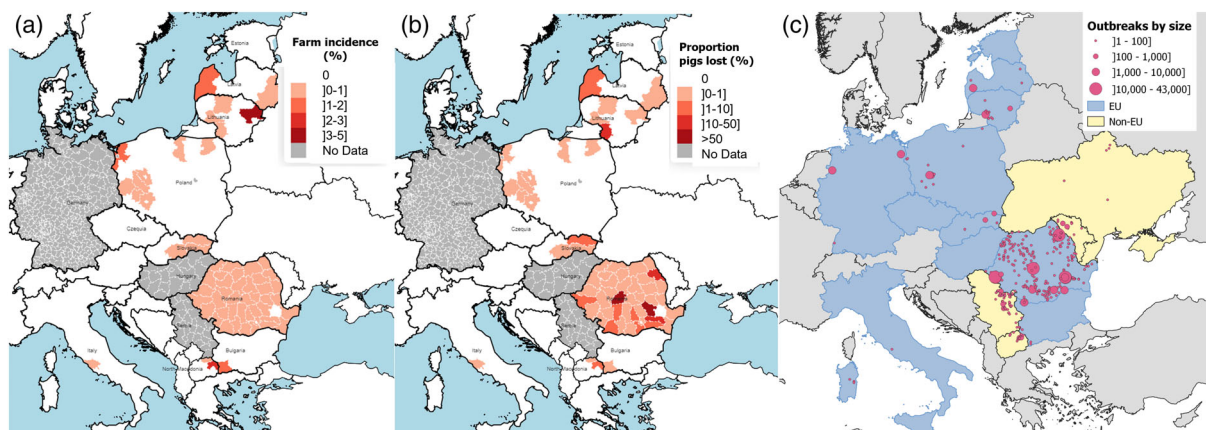 (a)
Farm incidence
(%)
0
]0-1]
]1-2]
]2-3]
]3-5]
No Data
Estonia
Latvia
Lithuania
Poland
Germany
Czequia
Slovakia
Hungary
Romania
Serbia
Bulgaria
Italy
North Macedonia
(b)
Proportion
pigs lost (%)
0
]0-1]
]1-10]
]10-50]
>50
No Data
Estonia
Latvia
Lithuania
Poland
Germany
Czequia
Slovakia
Hungary
Serbia
Bulgaria
Italy
North Macedonia
(c)
Outbreaks by size
]1 - 100]
]100 - 1,000]
]1,000 - 10,000]
]10,000 - 43,000]
EU
Non-EU